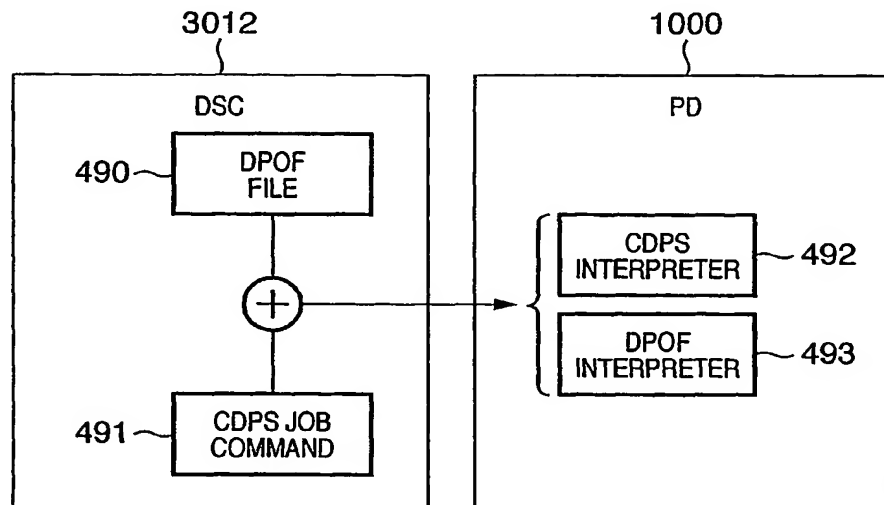 3012
1000
DSC
PD
490
DPOF
FILE
CDPS
INTERPRETER
492
DPOF
INTERPRETER
493
491
CDPS JOB
COMMAND